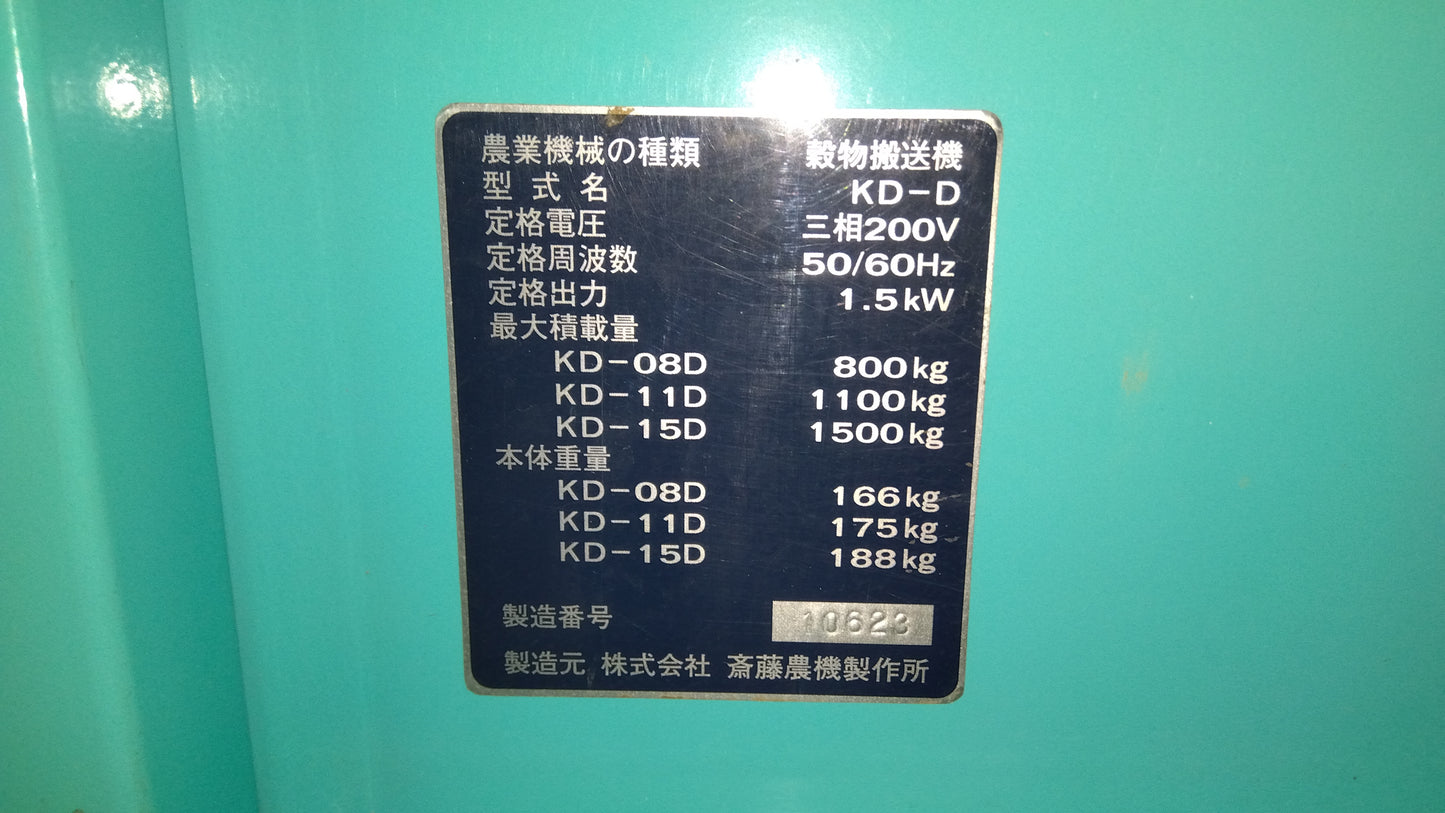 農業機械の種類 穀物搬送機
型式名 KD-D
定格電圧 三相200V
定格周波数 50/60Hz
定格出力 1.5kW
最大積載量
KD-08D 800kg
KD-11D 1100kg
KD-15D 1500kg
本体重量
KD-08D 166kg
KD-11D 175kg
KD-15D 188kg
製造番号 10623
製造元 株式会社 斎藤農機製作所